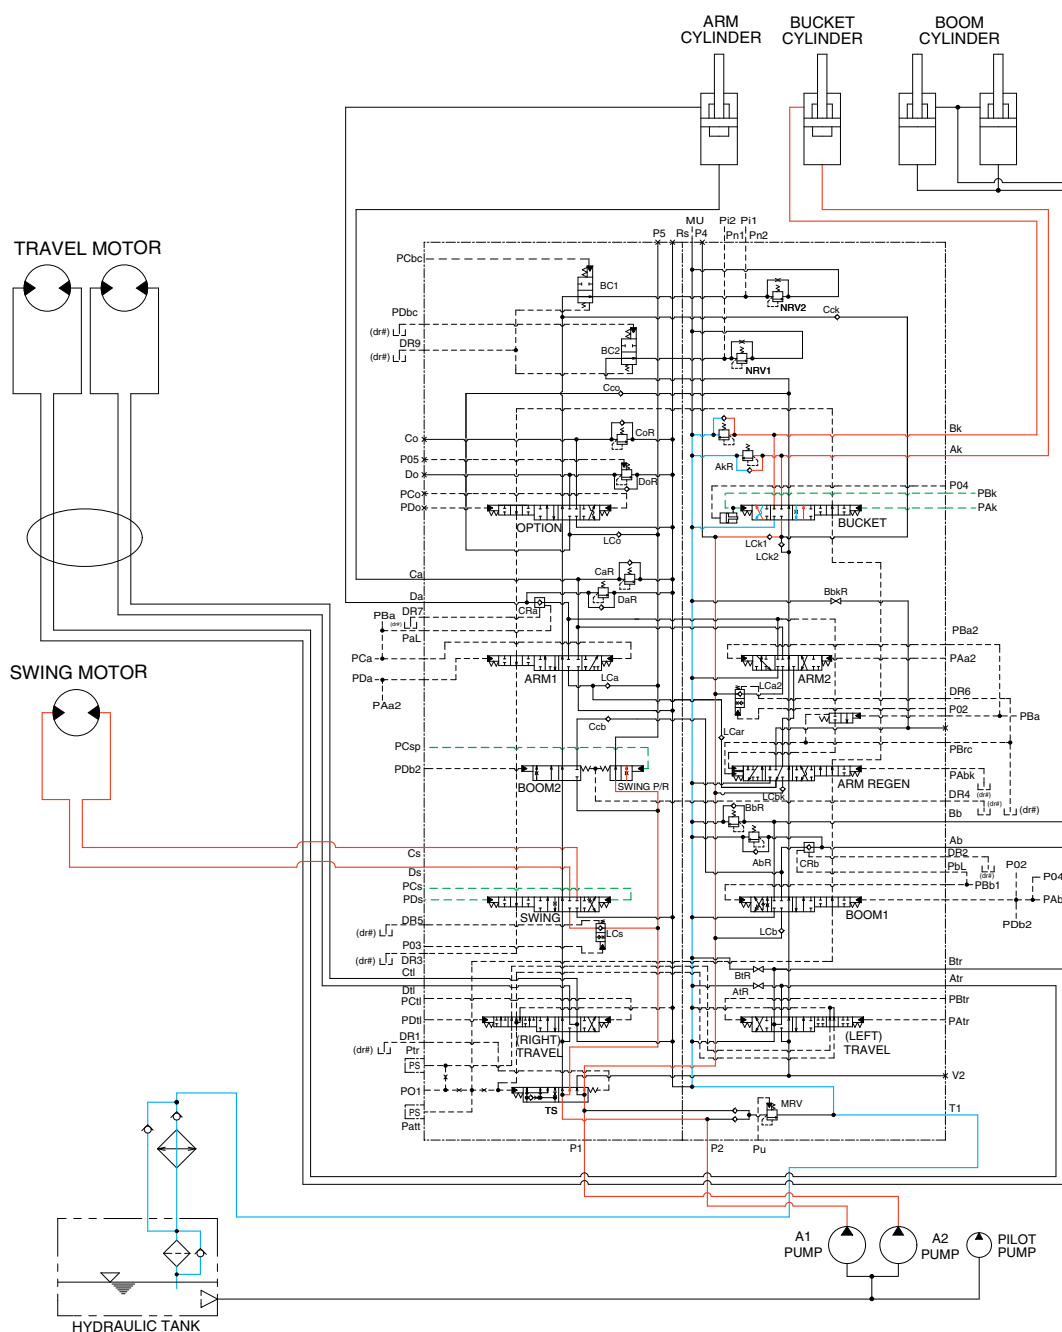 ARM
CYLINDER
BUCKET
CYLINDER
BOOM
CYLINDER
TRAVEL MOTOR
SWING MOTOR
MU
Pi2
Pi1
P5
Rs
P4
Pn1
Pn2
PCbc
BC1
NRV2
Cck
PDbc
(dr#)
DR9
(dr#)
BC2
NRV1
Cco
Co
CoR
Bk
P05
Ak
Do
DoR
AkR
PCo
P04
PBk
PDo
PAk
OPTION
BUCKET
LCo
LCk1
LCk2
Ca
CaR
Da
DaR
CRa
BbkR
DR7
PBa
(dr#)
PaL
PBa2
PCa
PAa2
PDa
ARM1
ARM2
LCa
LCa2
DR6
PAa2
P02
PBa
Ccb
LCar
PCsp
PBrc
PDb2
PAbk
BOOM2
SWING P/R
ARM REGEN
LCbk
(dr#)
DR4
(dr#)
(dr#)
BbR
Bb
AbR
CRb
Ab
Cs
DR2
Ds
PbL
(dr#)
P02
P04
PCs
PBb1
PDs
PAb
SWING
BOOM1
DR5
(dr#)
LCs
LCb
PDb2
P03
(dr#)
DR3
Btr
Ctl
BtR
Atr
Dtl
AtR
PCtl
PBtr
PDtl
PAtr
(RIGHT)
TRAVEL
(LEFT)
TRAVEL
DR1
(dr#)
Ptr
PS
V2
PO1
PS
TS
MRV
T1
Patt
P1
P2
Pu
A1
PUMP
A2
PUMP
PILOT
PUMP
HYDRAULIC TANK